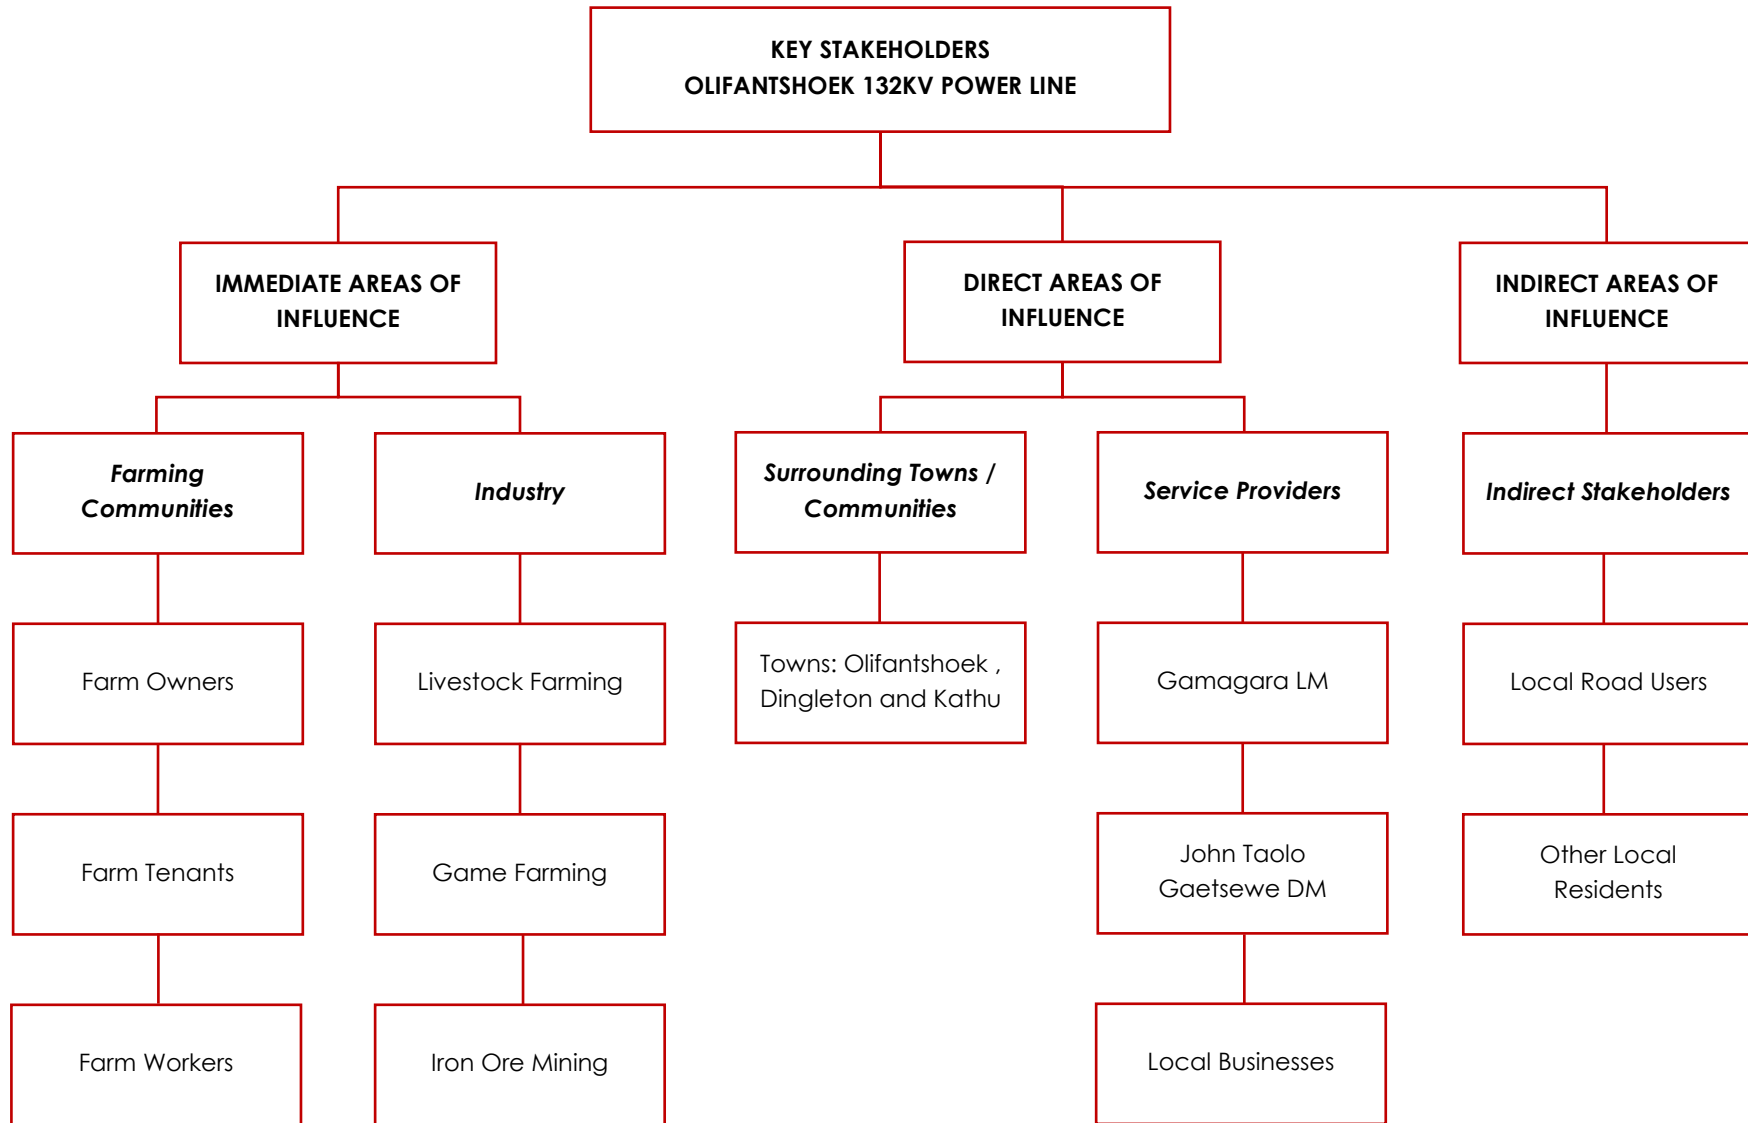 KEY STAKEHOLDERS
OLIFANTSHOEK 132KV POWER LINE
IMMEDIATE AREAS OF
INFLUENCE
DIRECT AREAS OF
INFLUENCE
INDIRECT AREAS OF
INFLUENCE
Farming
Communities
Industry
Surrounding Towns /
Communities
Service Providers
Indirect Stakeholders
Farm Owners
Livestock Farming
Towns: Olifantshoek ,
Dingleton and Kathu
Gamagara LM
Local Road Users
Farm Tenants
Game Farming
John Taolo
Gaetsewe DM
Other Local
Residents
Farm Workers
Iron Ore Mining
Local Businesses